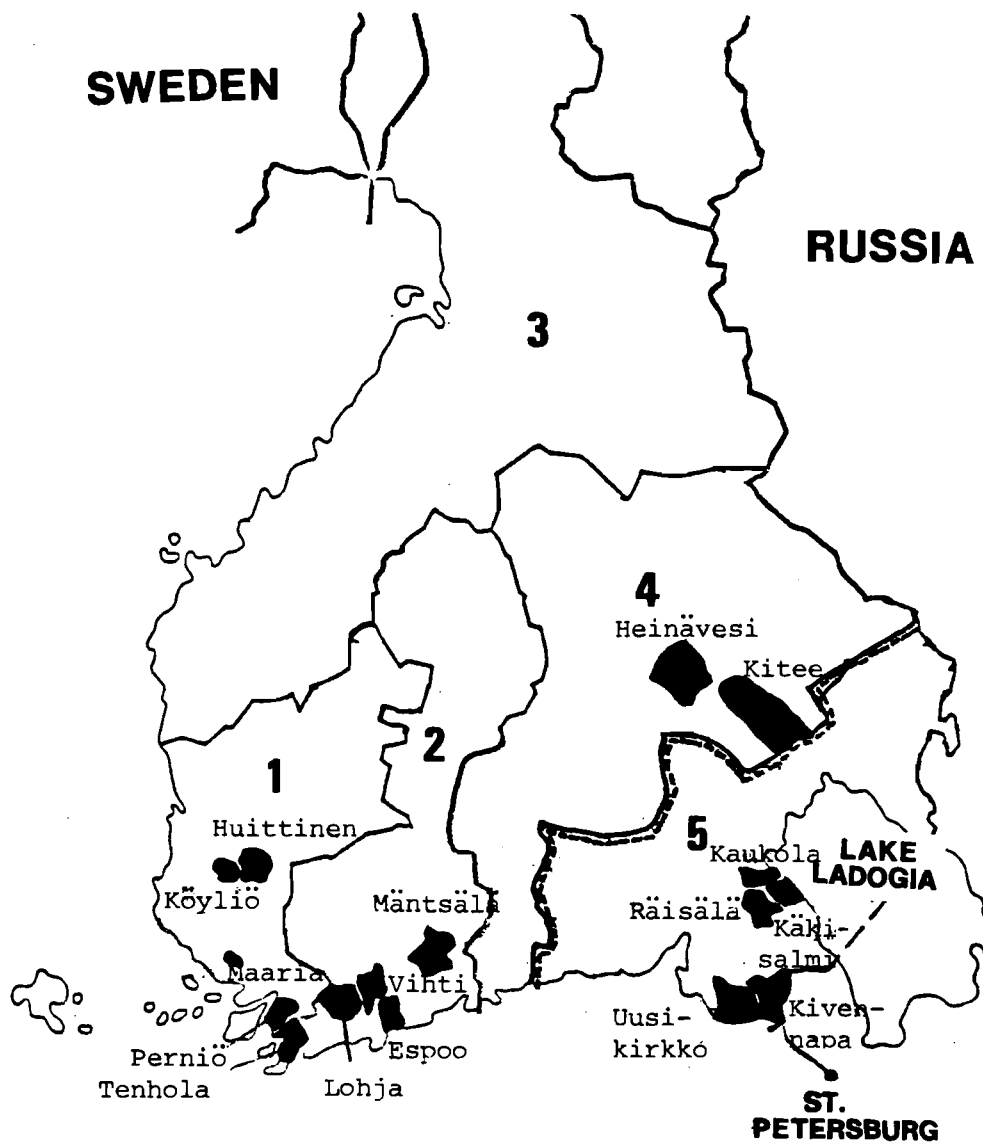 SWEDEN
RUSSIA
3
4
Heinävesi
Kitee
2
1
5
Huittinen
Kaukola
LAKE
LADOGIA
Köyliö
Mäntsälä
Räisälä
Käki-
salmi
Maaria
Vihti
Uusi-
kirkko
Kiven-
napa
Perniö
Espoo
Tenhola
Lohja
ST.
PETERSBURG